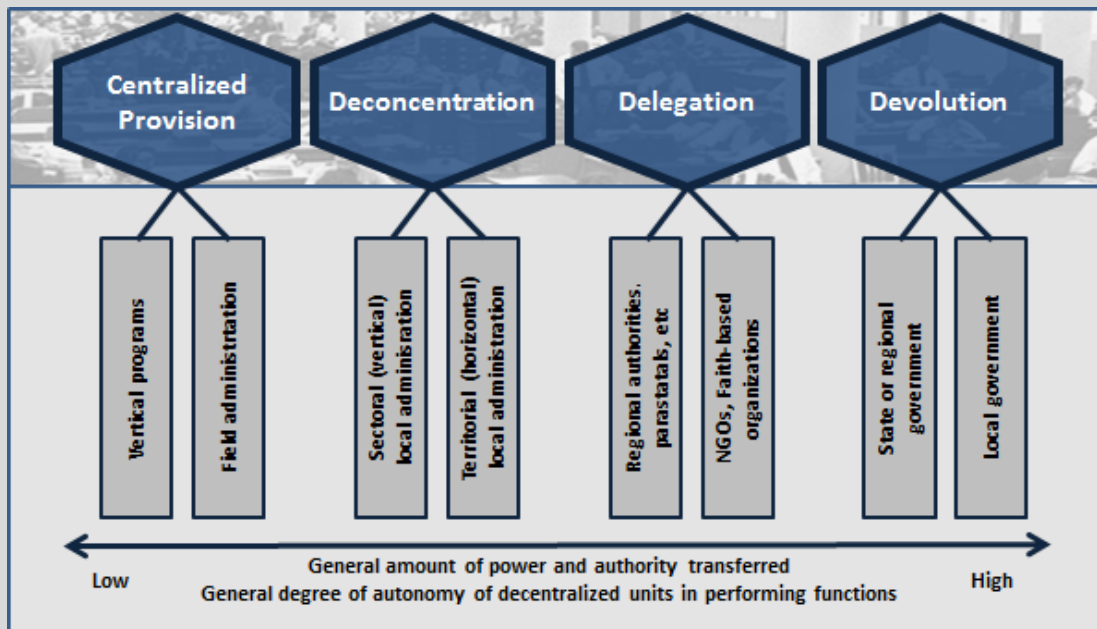 Centralized
Provision
Deconcentration
Delegation
Devolution
Vertical programs
Field administrtation
Sectoral (vertical)
local adminisration
Territorial (horizontal)
local administration
Regional authorities.
parastatals, etc
NGOs, Faith-based
organizations
State or regional
government
Local government
General amount of power and authority transferred
Low
High
General degree of autonomy of decentralized units in performing functions